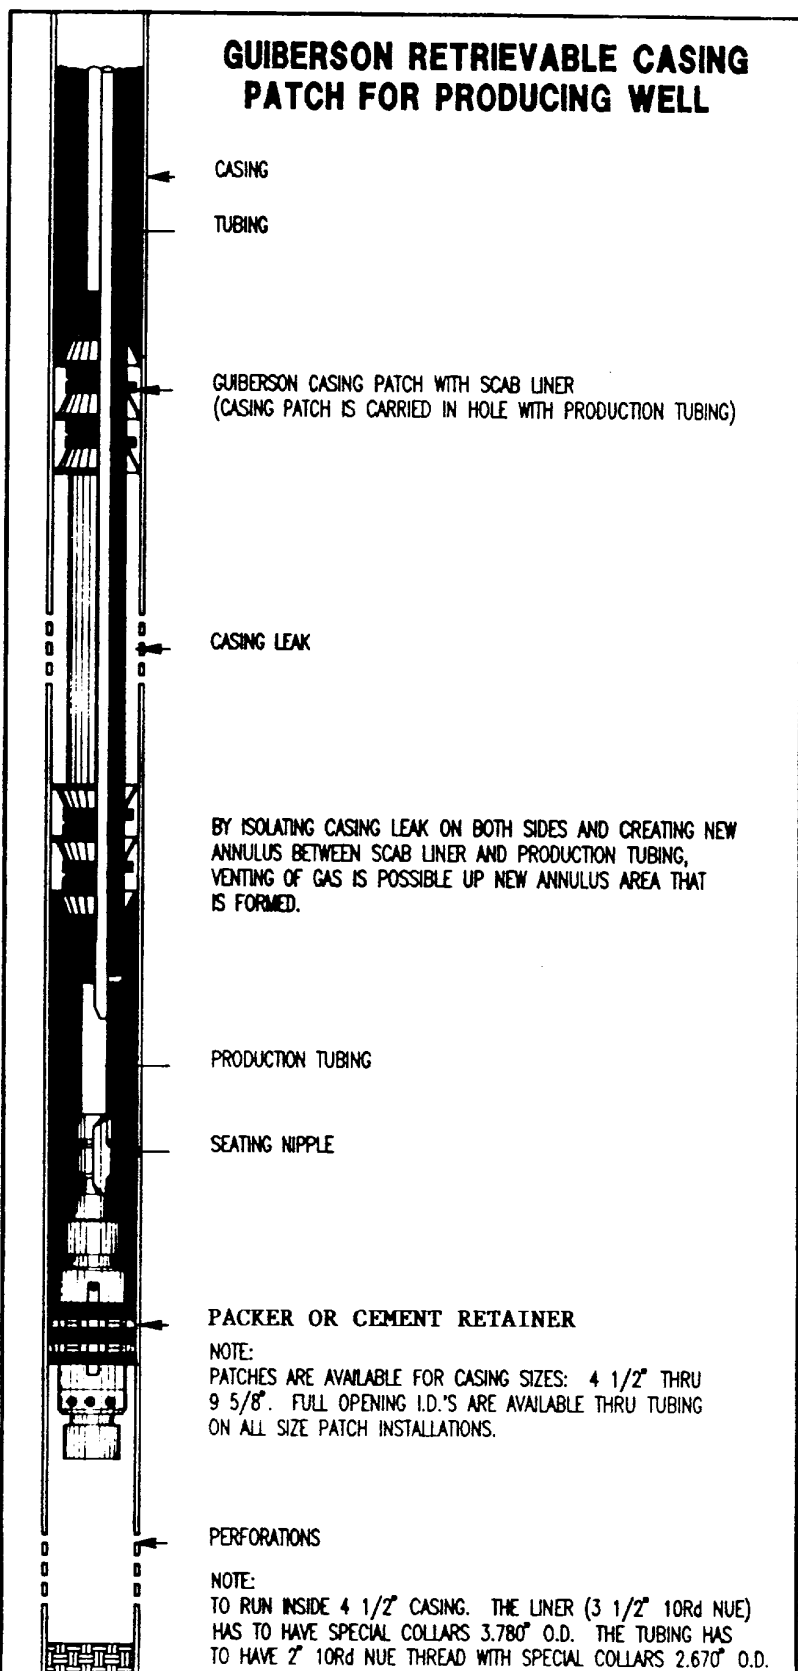 GUIBERSON RETRIEVABLE CASING
PATCH FOR PRODUCING WELL
CASING
TUBING
GUIBERSON CASING PATCH WITH SCAB LINER
(CASING PATCH IS CARRIED IN HOLE WITH PRODUCTION TUBING)
CASING LEAK
BY ISOLATING CASING LEAK ON BOTH SIDES AND CREATING NEW
ANNULUS BETWEEN SCAB LINER AND PRODUCTION TUBING,
VENTING OF GAS IS POSSIBLE UP NEW ANNULUS AREA THAT
IS FORMED.
PRODUCTION TUBING
SEATING NIPPLE
PACKER OR CEMENT RETAINER
NOTE:
PATCHES ARE AVAILABLE FOR CASING SIZES: 4 1/2" THRU
9 5/8". FULL OPENING I.D.'S ARE AVAILABLE THRU TUBING
ON ALL SIZE PATCH INSTALLATIONS.
PERFORATIONS
NOTE:
TO RUN INSIDE 4 1/2" CASING. THE LINER (3 1/2" 10Rd NUE)
HAS TO HAVE SPECIAL COLLARS 3.780" O.D. THE TUBING HAS
TO HAVE 2" 10Rd NUE THREAD WITH SPECIAL COLLARS 2.670" O.D.